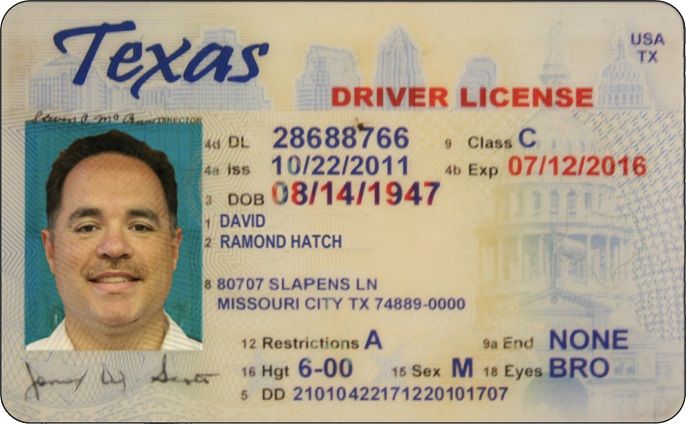 Texas
USA
TX
DRIVER LICENSE
DIRECTOR
4d DL 28688766 9 Class C
4a iss 10/22/2011 4b Exp 07/12/2016
3 DOB 08/14/1947
1 DAVID
2 RAMOND HATCH
8 80707 SLAPENS LN
MISSOURI CITY TX 74889-0000
12 Restrictions A 9a End NONE
16 Hgt 6-00 15 Sex M 18 Eyes BRO
5 DD 21010422171220101707